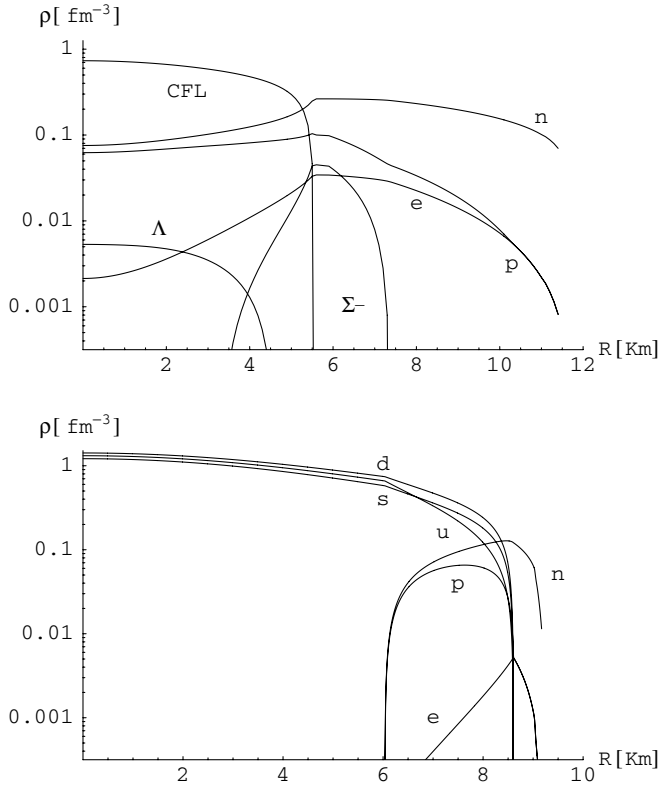 ρ[ fm−3]
1
CFL
n
0.1
e
0.01
Λ
p
0.001
Σ−
R[Km]
2 4 6 8 10 12
ρ[ fm−3]
d
1
s
u
0.1
n
p
0.01
e
0.001
R[Km]
2 4 6 8 10